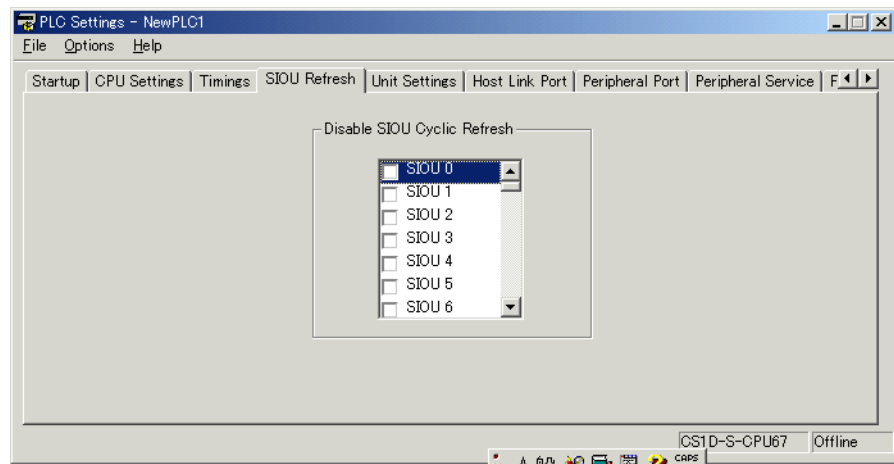 PLC Settings - NewPLC1
File Options Help
Startup CPU Settings Timings SIOU Refresh Unit Settings Host Link Port Peripheral Port Peripheral Service F
Disable SIOU Cyclic Refresh
SIOU 0
SIOU 1
SIOU 2
SIOU 3
SIOU 4
SIOU 5
SIOU 6
CS1D-S-CPU67 Offline
CAPS